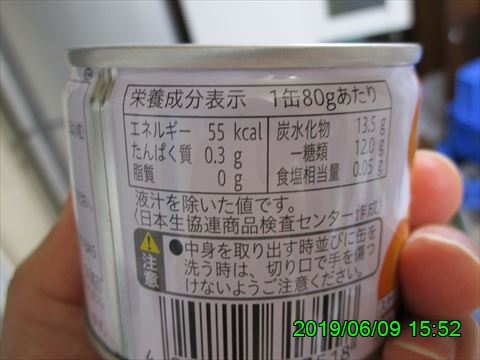 栄養成分表示 1缶80gあたり
エネルギー 55 kcal
たんぱく質 0.3 g
脂質 0 g
炭水化物 13.5 g
ー糖類 12.0 g
食塩相当量 0.05 g
液汁を除いた値です。
〈日本生協連商品検査センター作成〉
注意
●中身を取り出す時並びに缶を
洗う時は、切り口で手を傷つ
けないようご注意ください。
2019/06/09 15:52